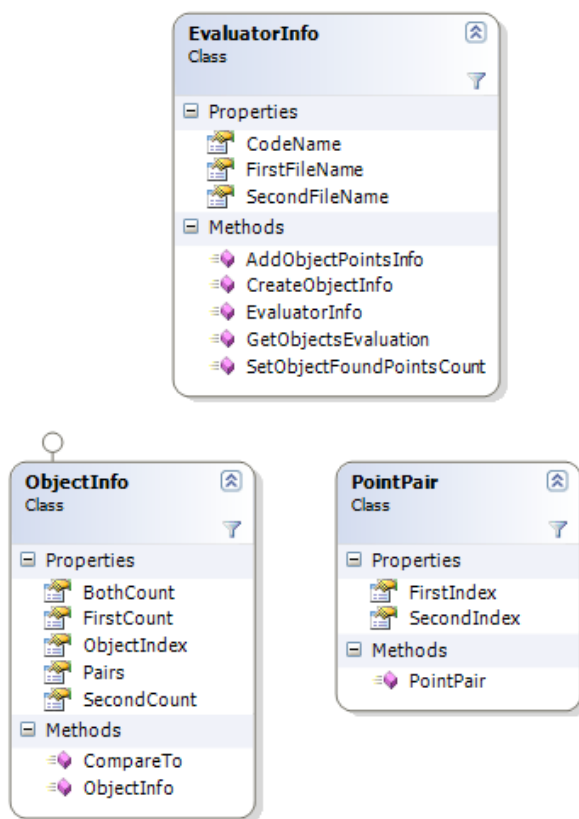 EvaluatorInfo
Class
Properties
CodeName
FirstFileName
SecondFileName
Methods
AddObjectPointsInfo
CreateObjectInfo
EvaluatorInfo
GetObjectsEvaluation
SetObjectFoundPointsCount
ObjectInfo
Class
Properties
BothCount
FirstCount
ObjectIndex
Pairs
SecondCount
Methods
CompareTo
ObjectInfo
PointPair
Class
Properties
FirstIndex
SecondIndex
Methods
PointPair